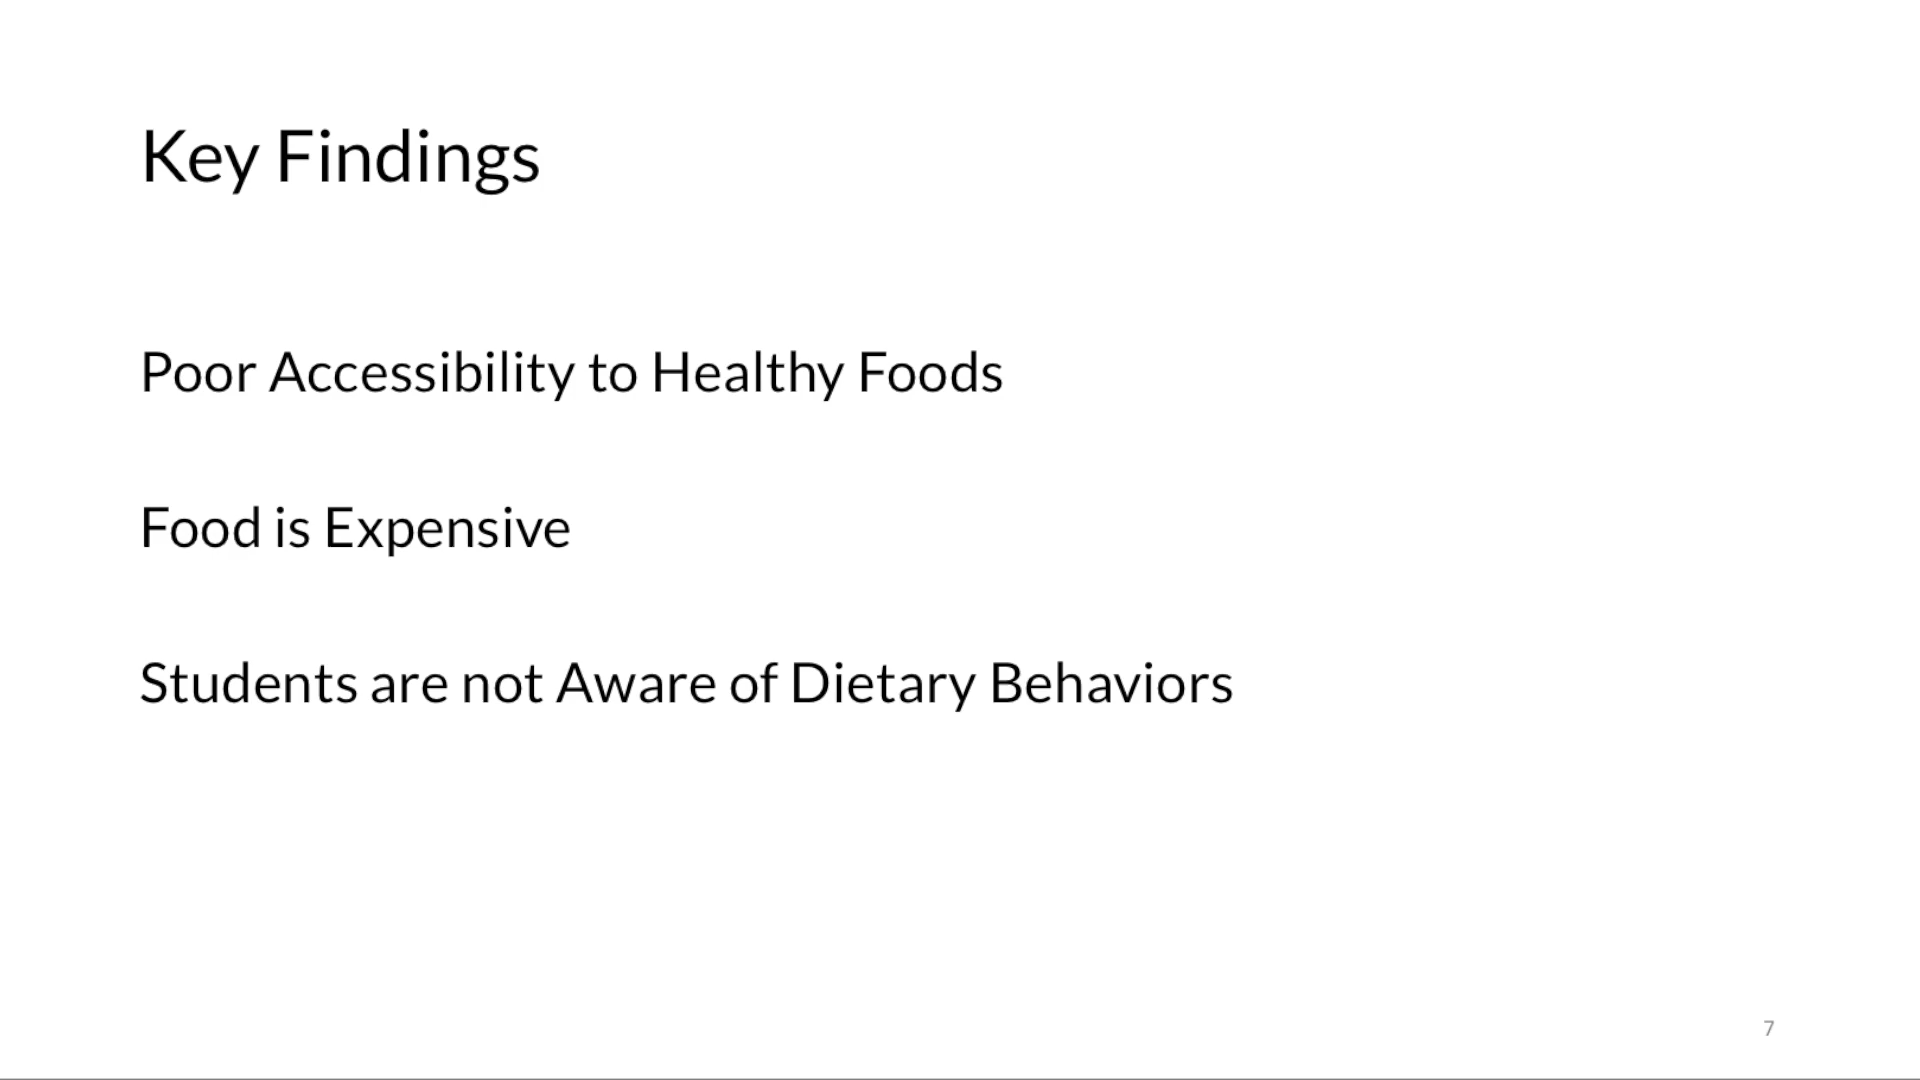 Key Findings
Poor Accessibility to Healthy Foods
Food is Expensive
Students are not Aware of Dietary Behaviors
7